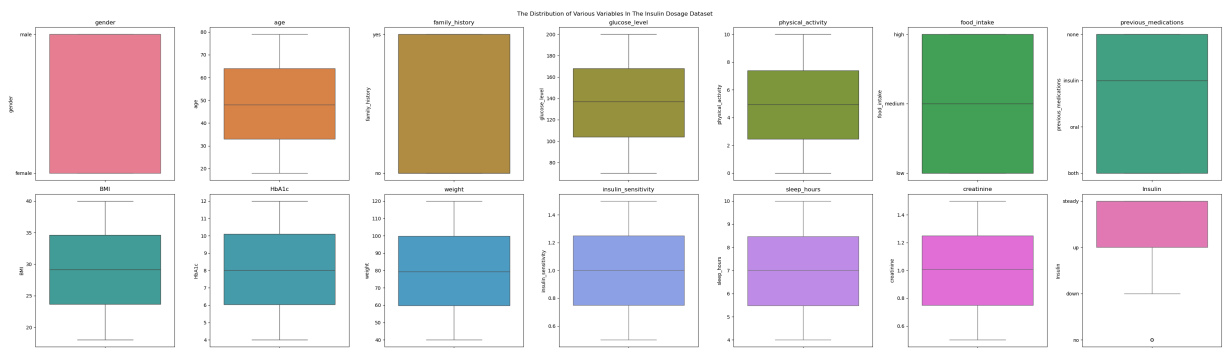 The Distribution of Various Variables In The Insulin Dosage Dataset
gender
male
female
gender
age
80
70
60
50
40
30
20
age
family_history
yes
no
family_history
glucose_level
200
180
160
140
120
100
80
glucose_level
physical_activity
10
8
6
4
2
0
physical_activity
food_intake
high
medium
low
food_intake
previous_medications
none
insulin
oral
both
previous_medications
BMI
40
35
30
25
20
BMI
HbA1c
12
11
10
9
8
7
6
5
4
HbA1c
weight
120
110
100
90
80
70
60
50
40
weight
insulin_sensitivity
1.4
1.2
1.0
0.8
0.6
insulin_sensitivity
sleep_hours
10
9
8
7
6
5
4
sleep_hours
creatinine
1.4
1.2
1.0
0.8
0.6
creatinine
Insulin
steady
up
down
no
Insulin